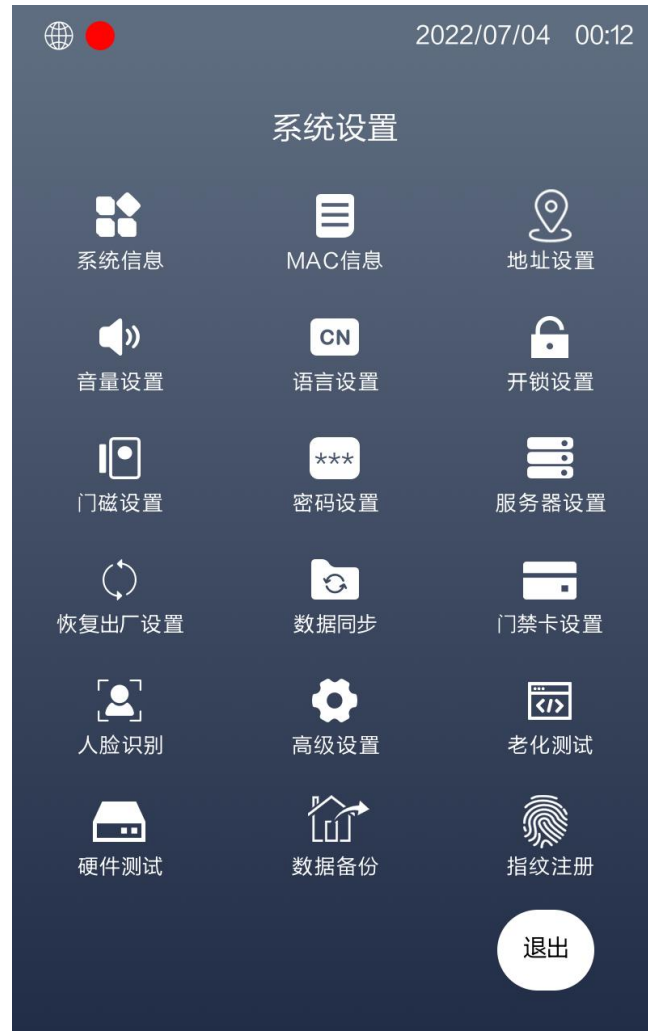 2022/07/04 00:12
系统设置
系统信息 MAC信息 地址设置
CN
音量设置 语言设置 开锁设置
***
门磁设置 密码设置 服务器设置
恢复出厂设置 数据同步 门禁卡设置
</>
人脸识别 高级设置 老化测试
硬件测试 数据备份 指纹注册
退出